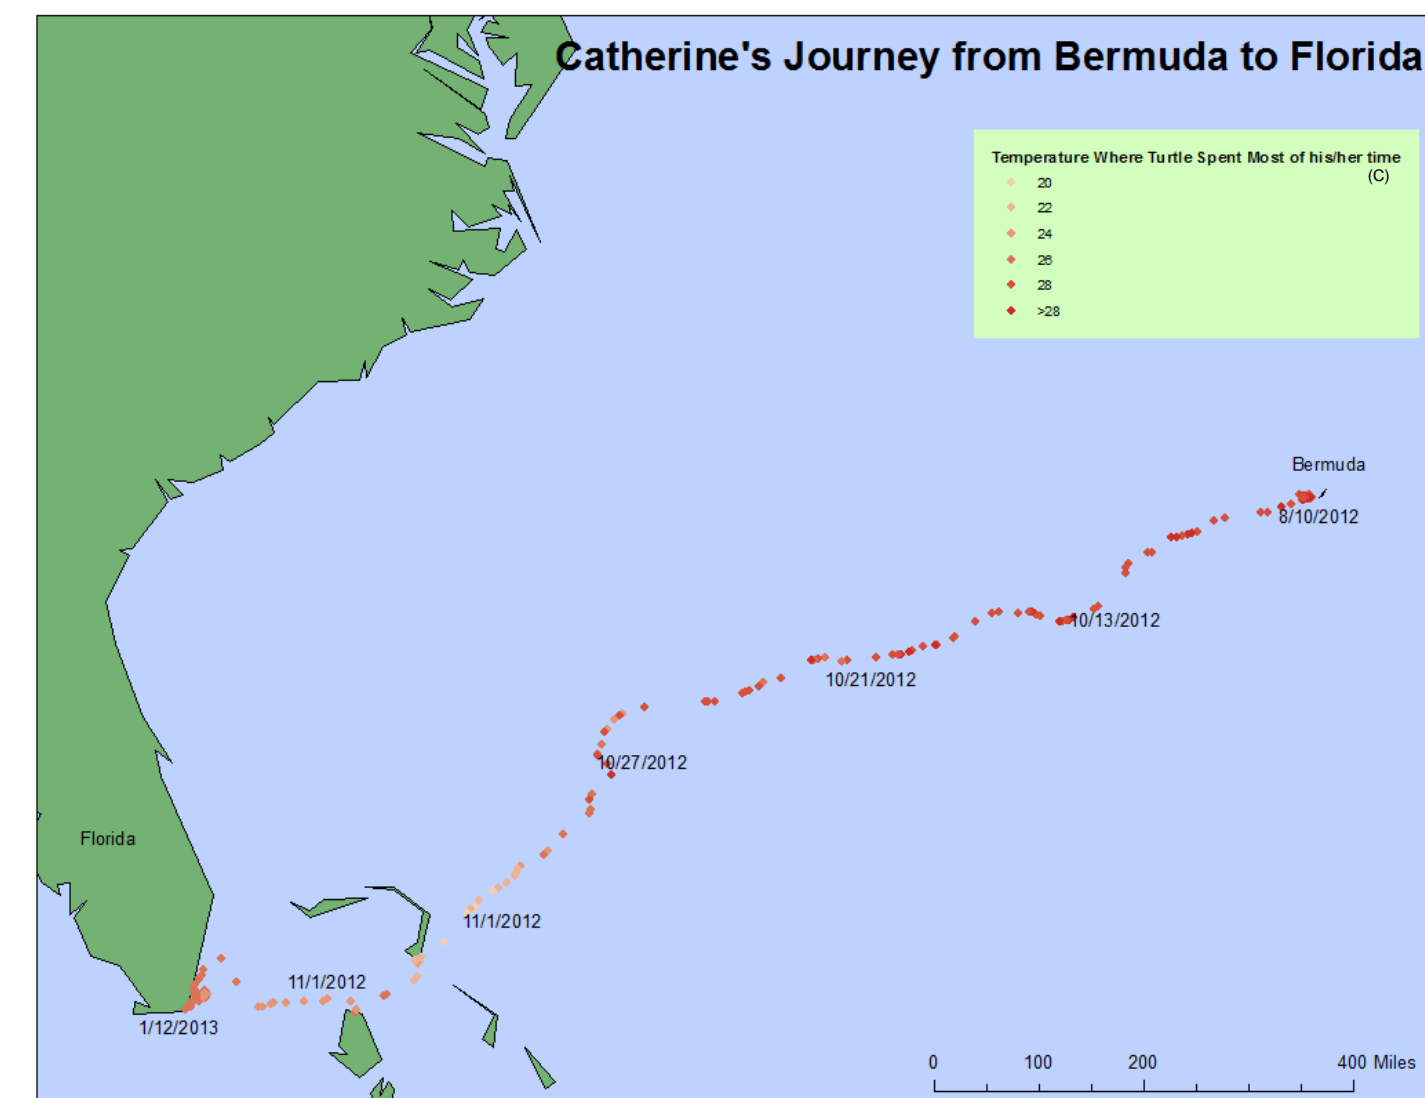 Catherine's Journey from Bermuda to Florida
Temperature Where Turtle Spent Most of his/her time
(C)
20
22
24
26
28
>28
Bermuda
8/10/2012
10/13/2012
10/21/2012
10/27/2012
Florida
11/1/2012
11/1/2012
1/12/2013
0 100 200 400 Miles